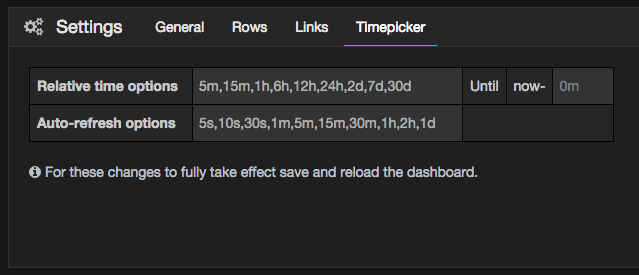 Settings General Rows Links Timepicker
Relative time options 5m,15m,1h,6h,12h,24h,2d,7d,30d Until now- 0m
Auto-refresh options 5s,10s,30s,1m,5m,15m,30m,1h,2h,1d
For these changes to fully take effect save and reload the dashboard.